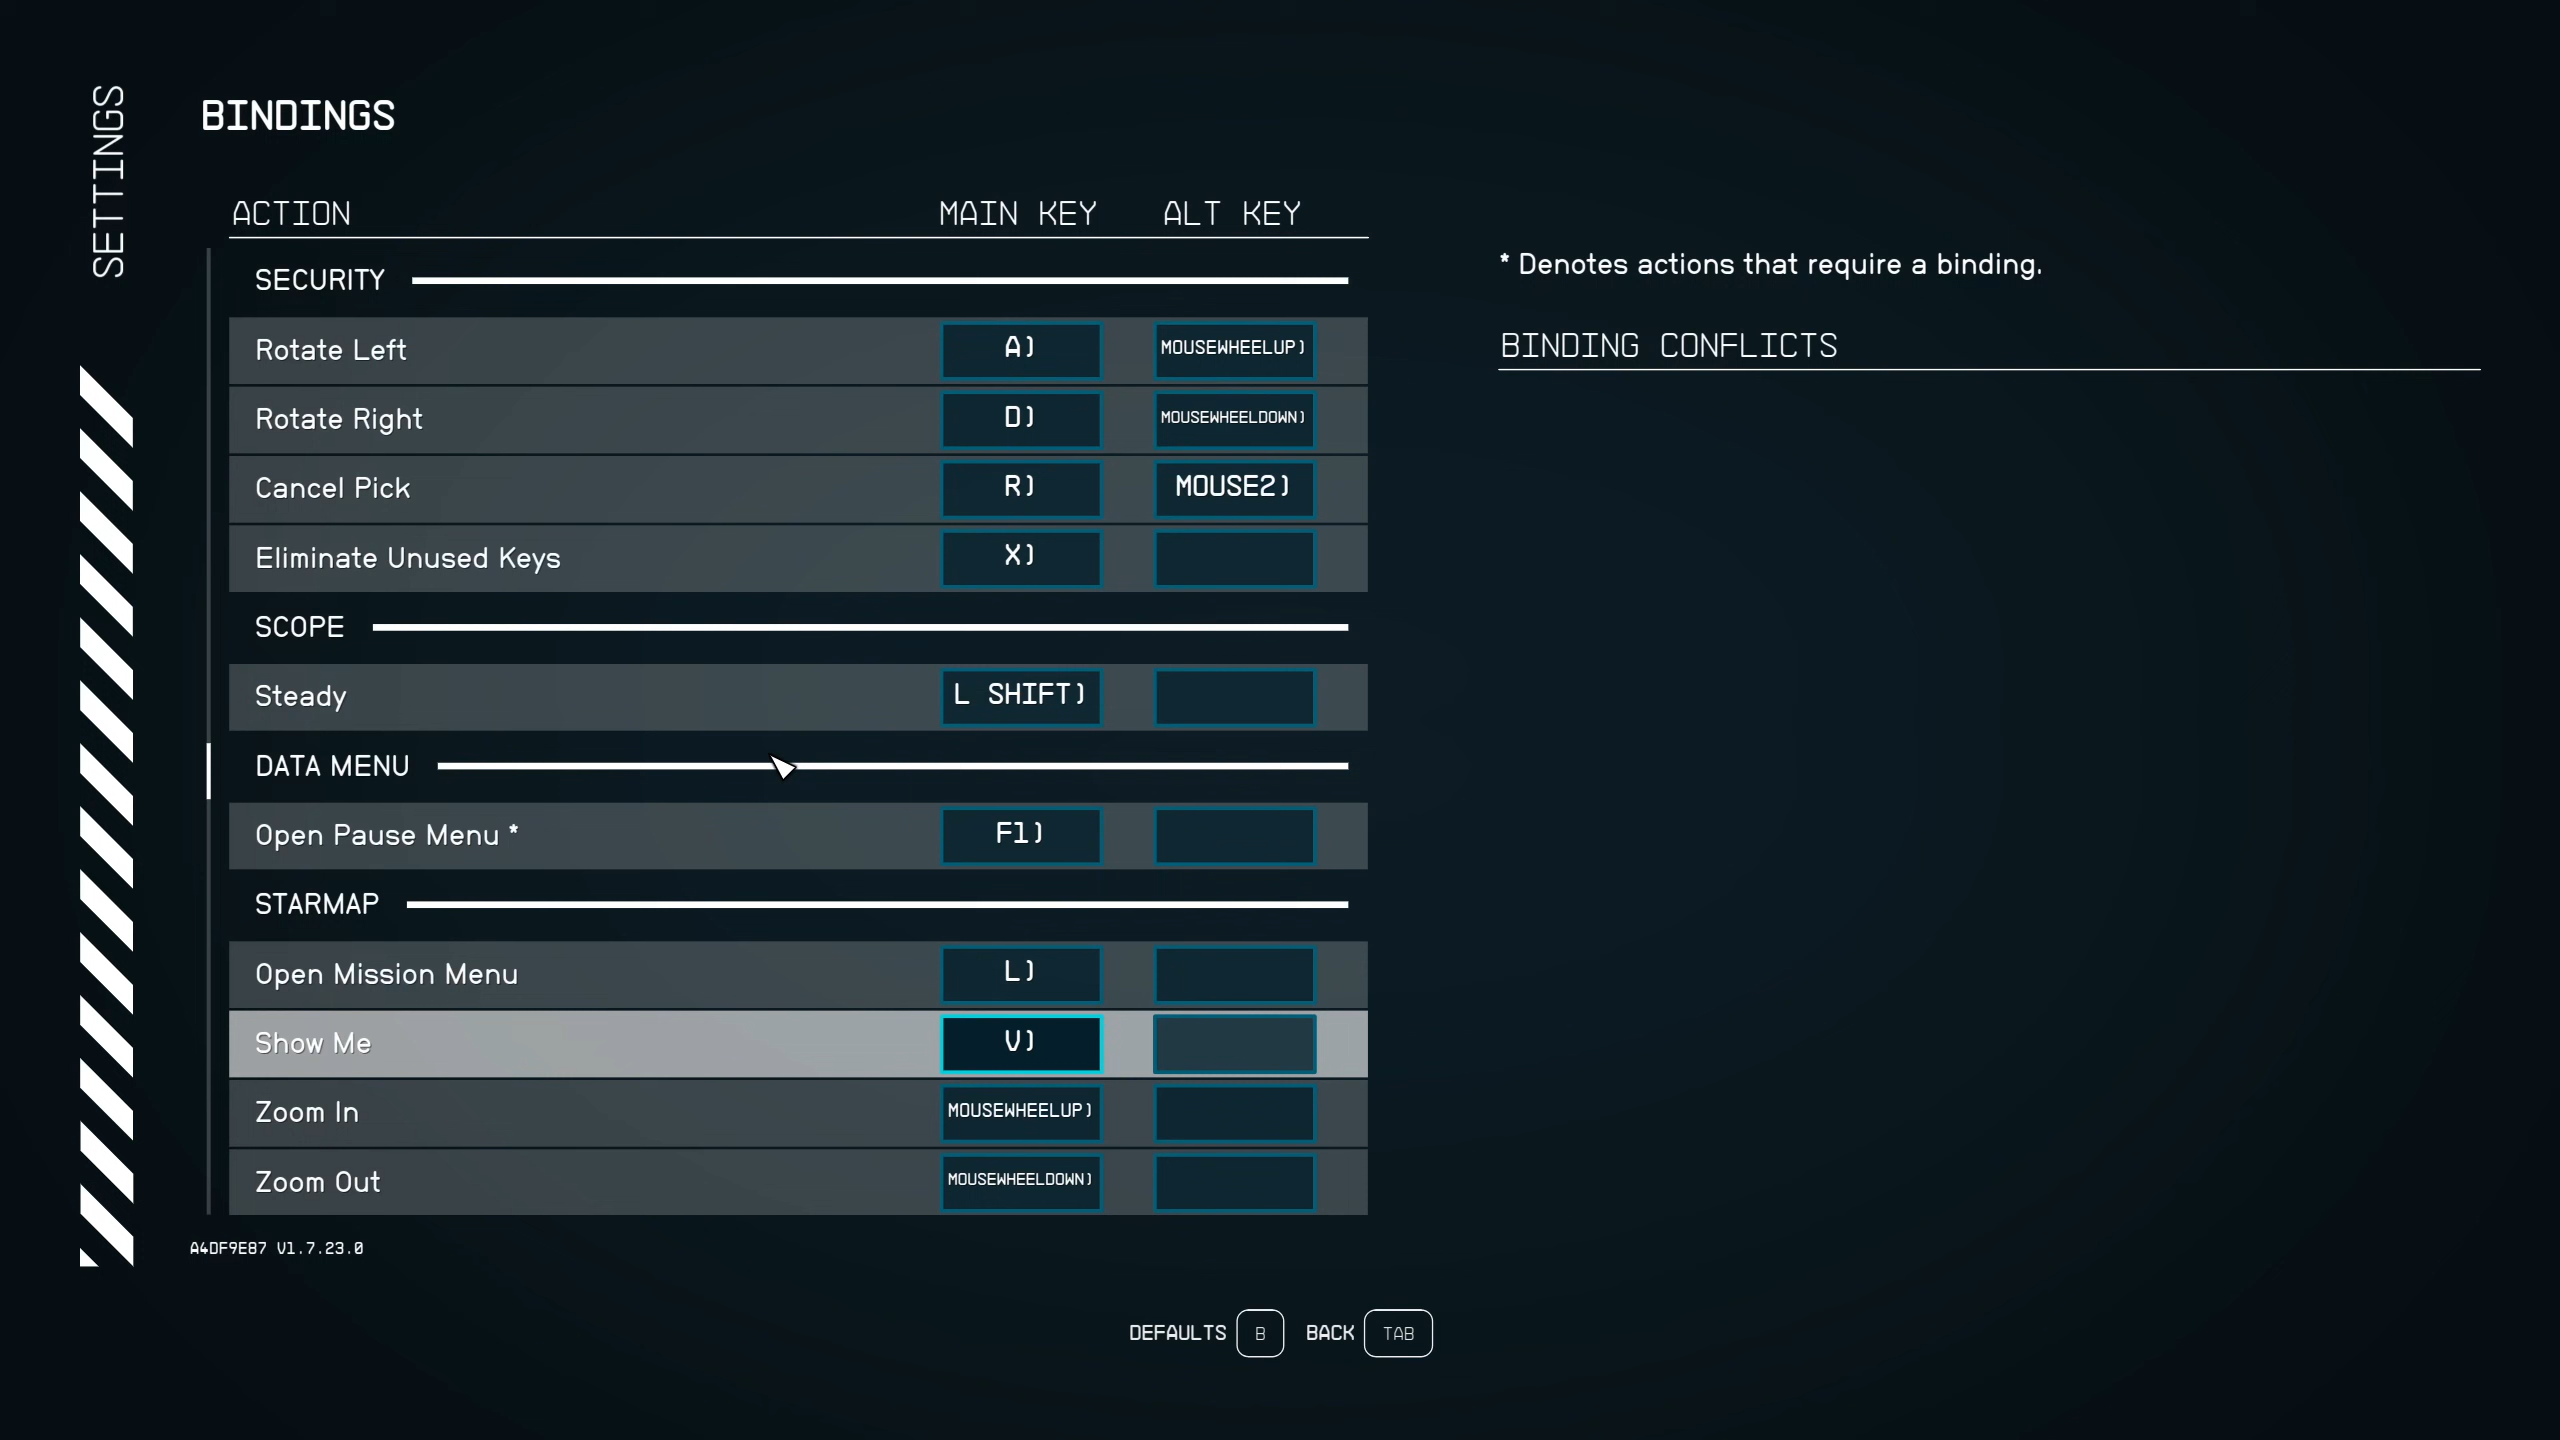 SETTINGS
BINDINGS
ACTION MAIN KEY ALT KEY
SECURITY
Rotate Left A) MOUSEWHEELUP)
Rotate Right D) MOUSEWHEELDOWN)
Cancel Pick R) MOUSE2)
Eliminate Unused Keys X)
SCOPE
Steady L SHIFT)
DATA MENU
Open Pause Menu * F1)
STARMAP
Open Mission Menu L)
Show Me V)
Zoom In MOUSEWHEELUP)
Zoom Out MOUSEWHEELDOWN)
* Denotes actions that require a binding.
BINDING CONFLICTS
A4DF9E87 V1.7.23.0
DEFAULTS B BACK TAB